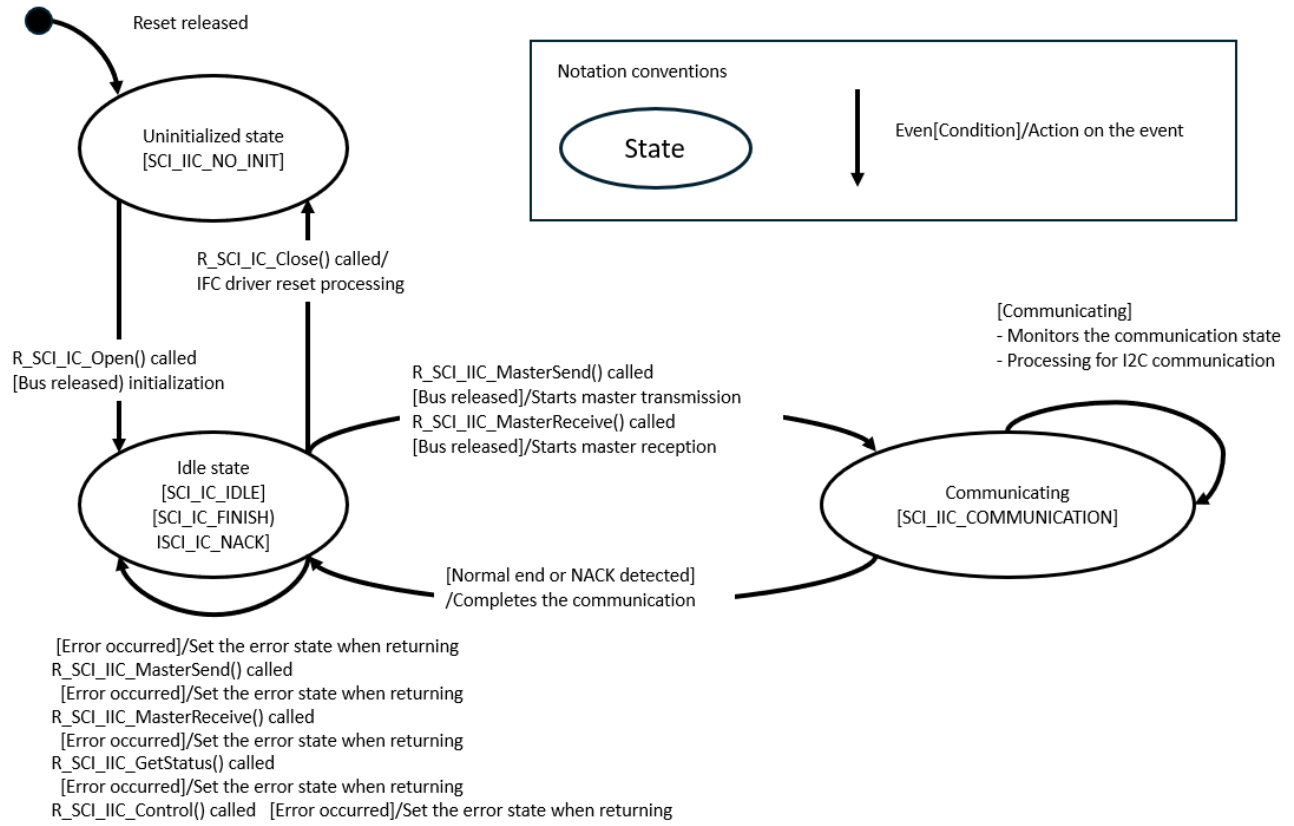 Reset released
Notation conventions
State
Even[Condition]/Action on the event
Uninitialized state
[SCI_IIC_NO_INIT]
R_SCI_IC_Close() called/
IFC driver reset processing
R_SCI_IC_Open() called
[Bus released) initialization
[Communicating]
- Monitors the communication state
- Processing for I2C communication
R_SCI_IIC_MasterSend() called
[Bus released]/Starts master transmission
R_SCI_IIC_MasterReceive() called
[Bus released]/Starts master reception
Idle state
[SCI_IC_IDLE]
(SCI_IC_FINISH)
ISCI_IC_NACK]
Communicating
[SCI_IIC_COMMUNICATION]
[Normal end or NACK detected]
/Completes the communication
[Error occurred]/Set the error state when returning
R_SCI_IIC_MasterSend() called
[Error occurred]/Set the error state when returning
R_SCI_IIC_MasterReceive() called
[Error occurred]/Set the error state when returning
R_SCI_IIC_GetStatus() called
[Error occurred]/Set the error state when returning
R_SCI_IIC_Control() called [Error occurred]/Set the error state when returning